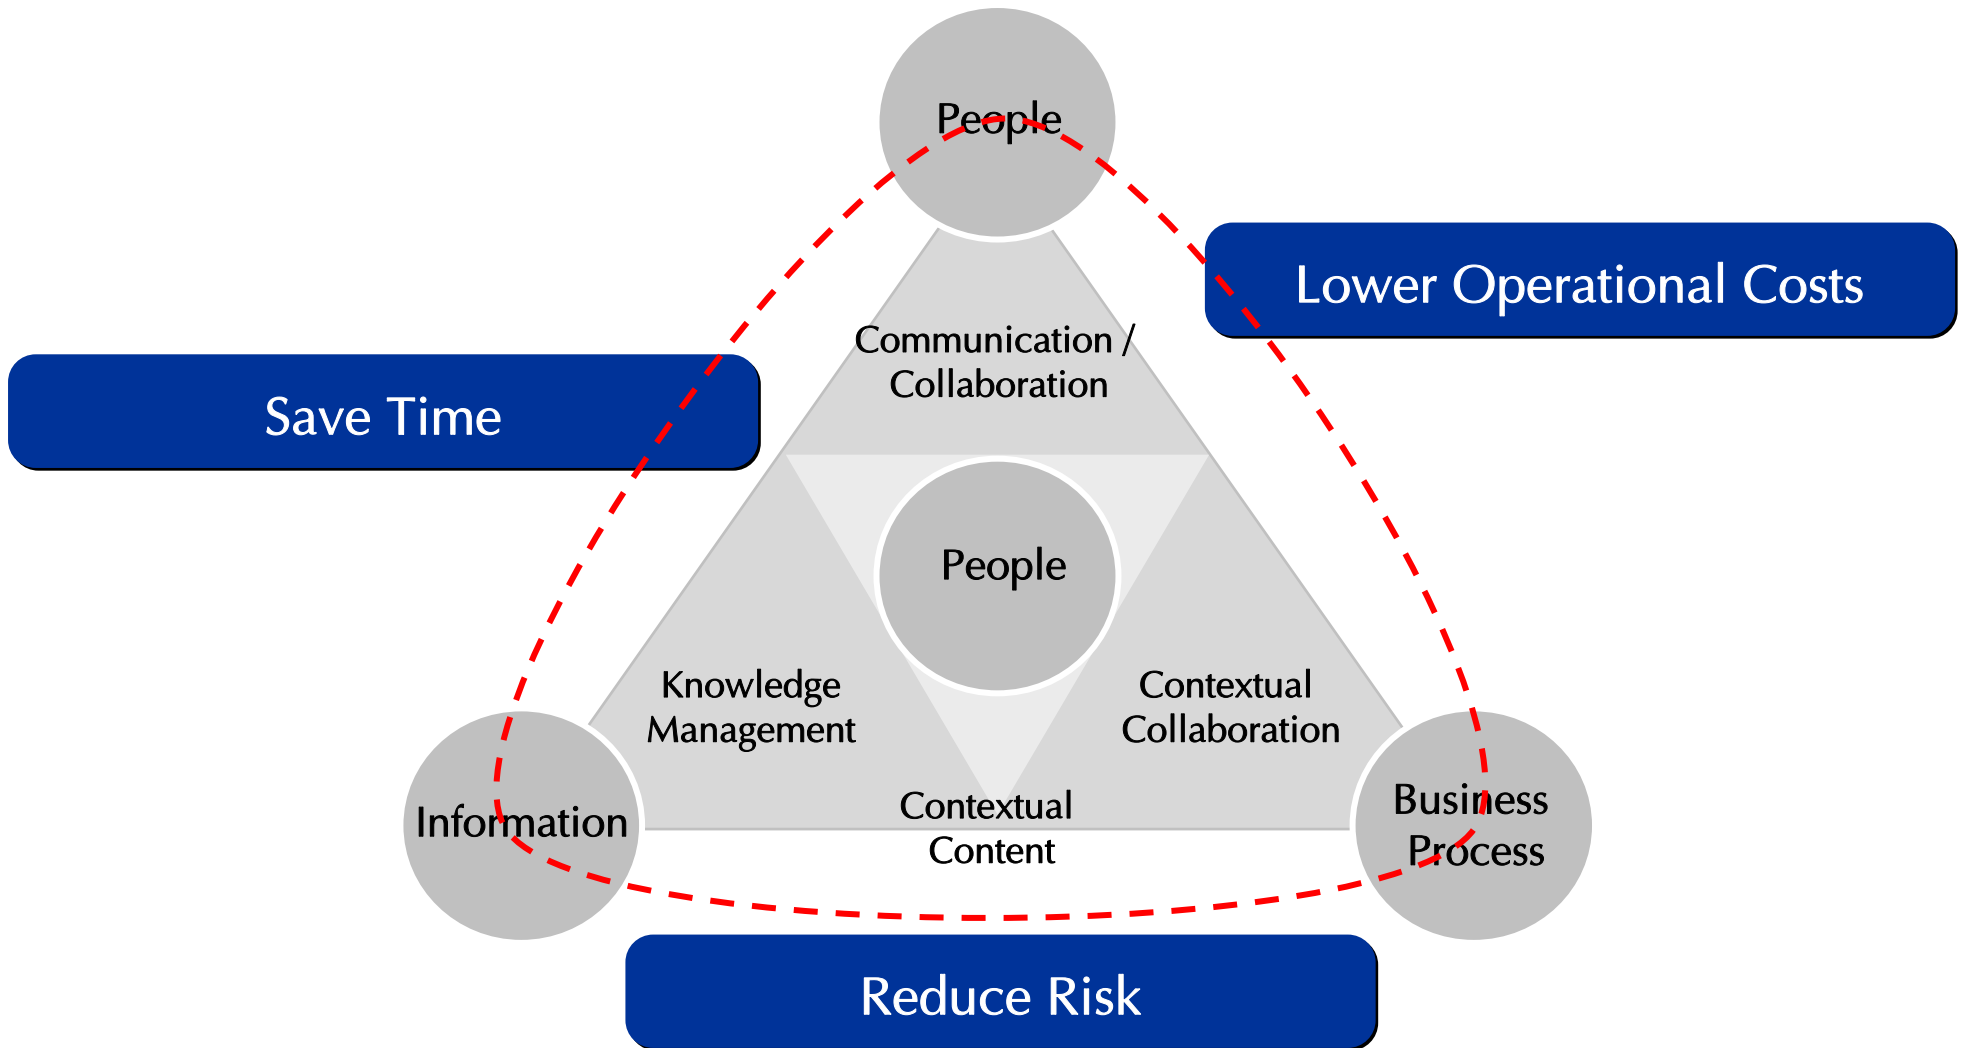 People
Lower Operational Costs
Communication /
Collaboration
Save Time
People
Knowledge
Management
Contextual
Collaboration
Information
Contextual
Content
Business
Process
Reduce Risk